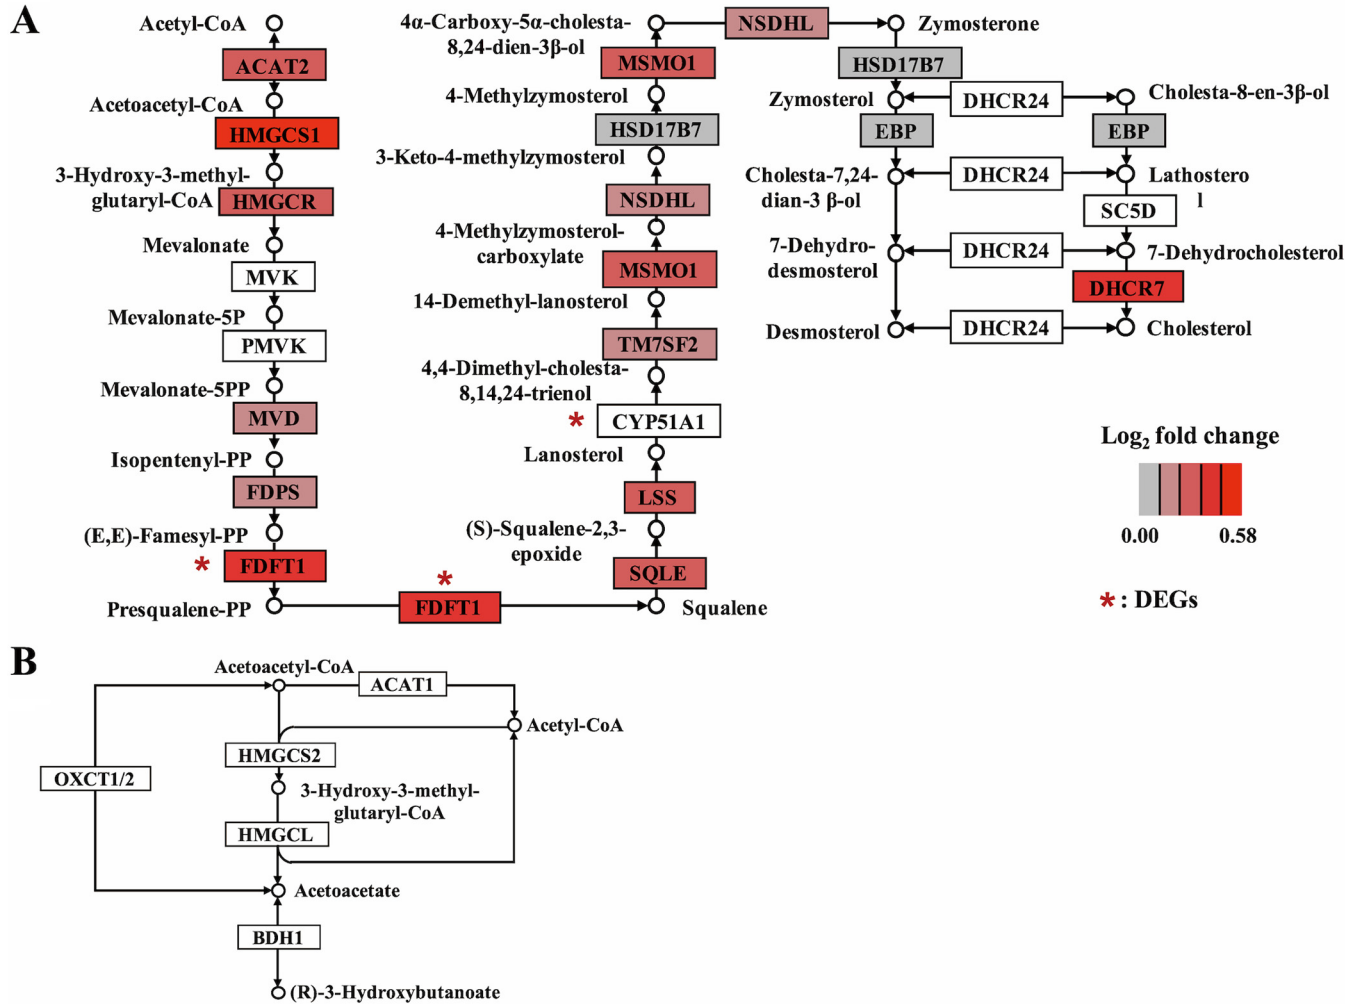 A
Acetyl-CoA
ACAT2
Acetoacetyl-CoA
HMGCS1
3-Hydroxy-3-methyl-
glutaryl-CoA
HMGCR
Mevalonate
MVK
Mevalonate-5P
PMVK
Mevalonate-5PP
MVD
Isopentenyl-PP
FDPS
(E,E)-Famesyl-PP
* FDFT1
Presqualene-PP
*
FDFT1
Squalene
4α-Carboxy-5α-cholesta-
8,24-dien-3β-ol
MSMO1
4-Methylzymosterol
HSD17B7
3-Keto-4-methylzymosterol
NSDHL
4-Methylzymosterol-
carboxylate
MSMO1
14-Demethyl-lanosterol
TM7SF2
4,4-Dimethyl-cholesta-
8,14,24-trienol
* CYP51A1
Lanosterol
LSS
(S)-Squalene-2,3-
epoxide
SQLE
NSDHL
Zymosterone
HSD17B7
Zymosterol
DHCR24
Cholesta-8-en-3β-ol
EBP
EBP
Cholesta-7,24-
dian-3 β-ol
DHCR24
Lathostero
l
SC5D
7-Dehydro-
desmosterol
DHCR24
7-Dehydrocholesterol
DHCR7
Desmosterol
DHCR24
Cholesterol
Log2 fold change
0.00 0.58
* : DEGs
B
Acetoacetyl-CoA
ACAT1
Acetyl-CoA
HMGCS2
OXCT1/2
3-Hydroxy-3-methyl-
glutaryl-CoA
HMGCL
Acetoacetate
BDH1
(R)-3-Hydroxybutanoate